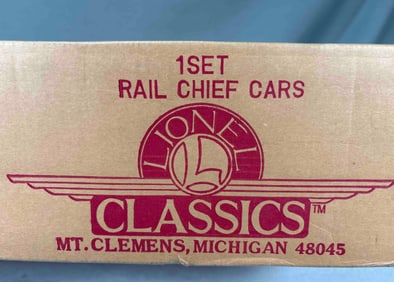 1SET
RAIL CHIEF CARS
LIONEL
L
CLASSICS™
MT. CLEMENS, MICHIGAN 48045